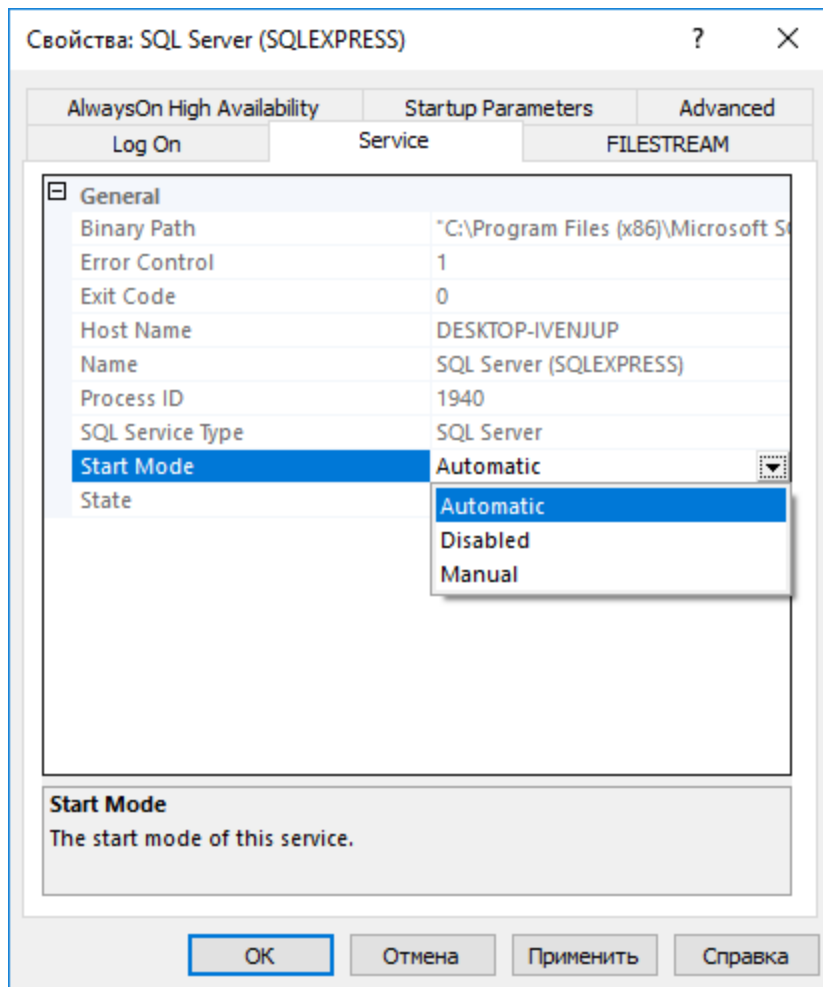 Свойства: SQL Server (SQLEXPRESS)
AlwaysOn High Availability Startup Parameters Advanced
Log On Service FILESTREAM
General
Binary Path "C:\Program Files (x86)\Microsoft
Error Control 1
Exit Code 0
Host Name DESKTOP-IVENJUP
Name SQL Server (SQLEXPRESS)
Process ID 1940
SQL Service Type SQL Server
Start Mode Automatic
State
Automatic
Disabled
Manual
Start Mode
The start mode of this service.
OK Отмена Применить Справка